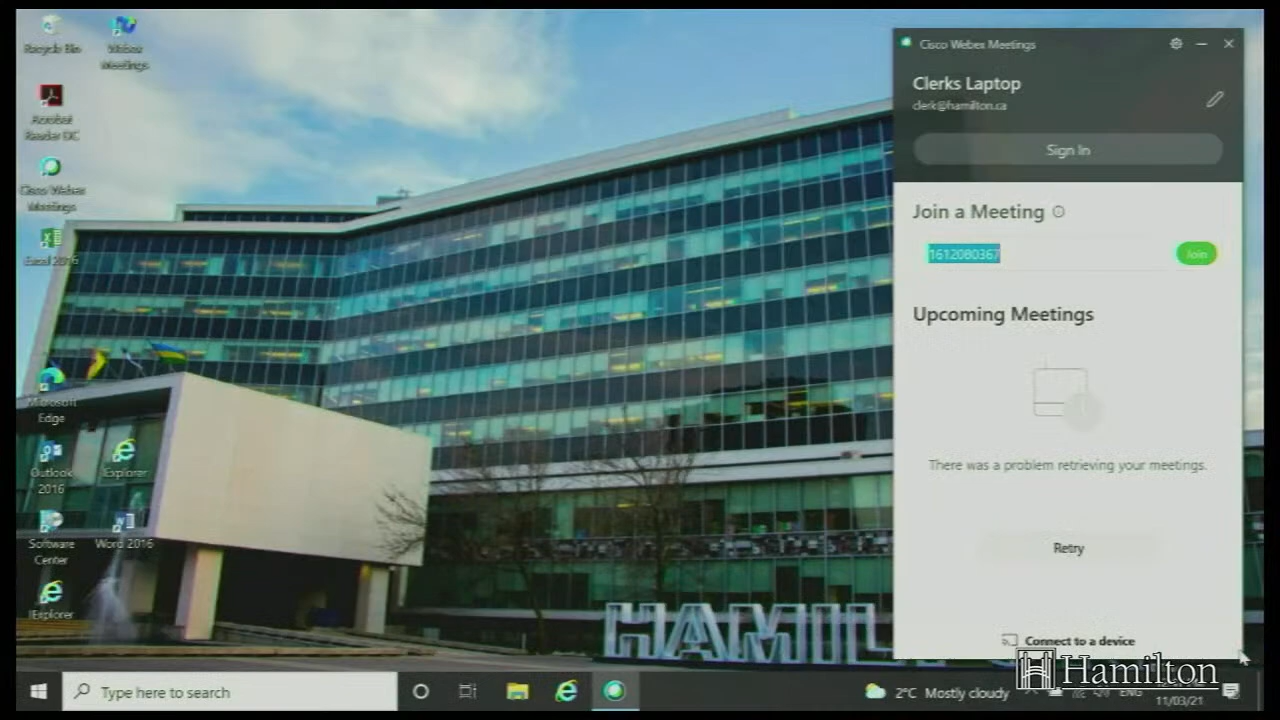 Recycle Bin
Webex
Meetings
Acrobat
Reader DC
Cisco Webex
Meetings
Excel 2016
Microsoft
Edge
Outlook
2016
IExplorer
Software
Center
Word 2016
IExplorer
HAMIL
Cisco Webex Meetings
Clerks Laptop
clerk@hamilton.ca
Sign In
Join a Meeting
1612080367
Join
Upcoming Meetings
There was a problem retrieving your meetings.
Retry
Connect to a device
Hamilton
Type here to search
2°C Mostly cloudy
ENG
11/03/21